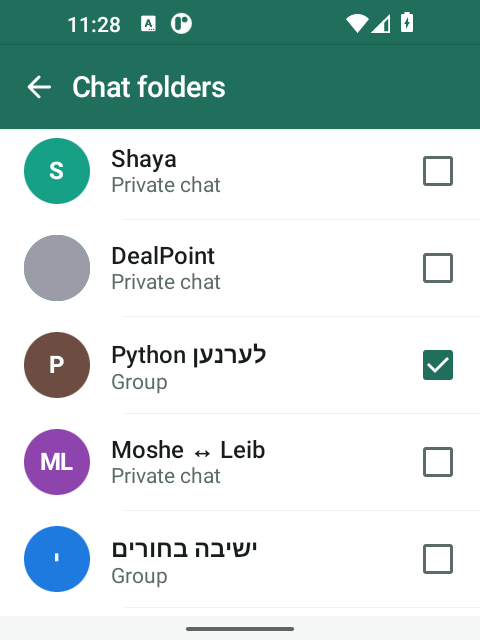 11:28
Chat folders
S
Shaya
Private chat
DealPoint
Private chat
P
Python לערנען
Group
ML
Moshe ↔ Leib
Private chat
י
ישיבה בחורים
Group